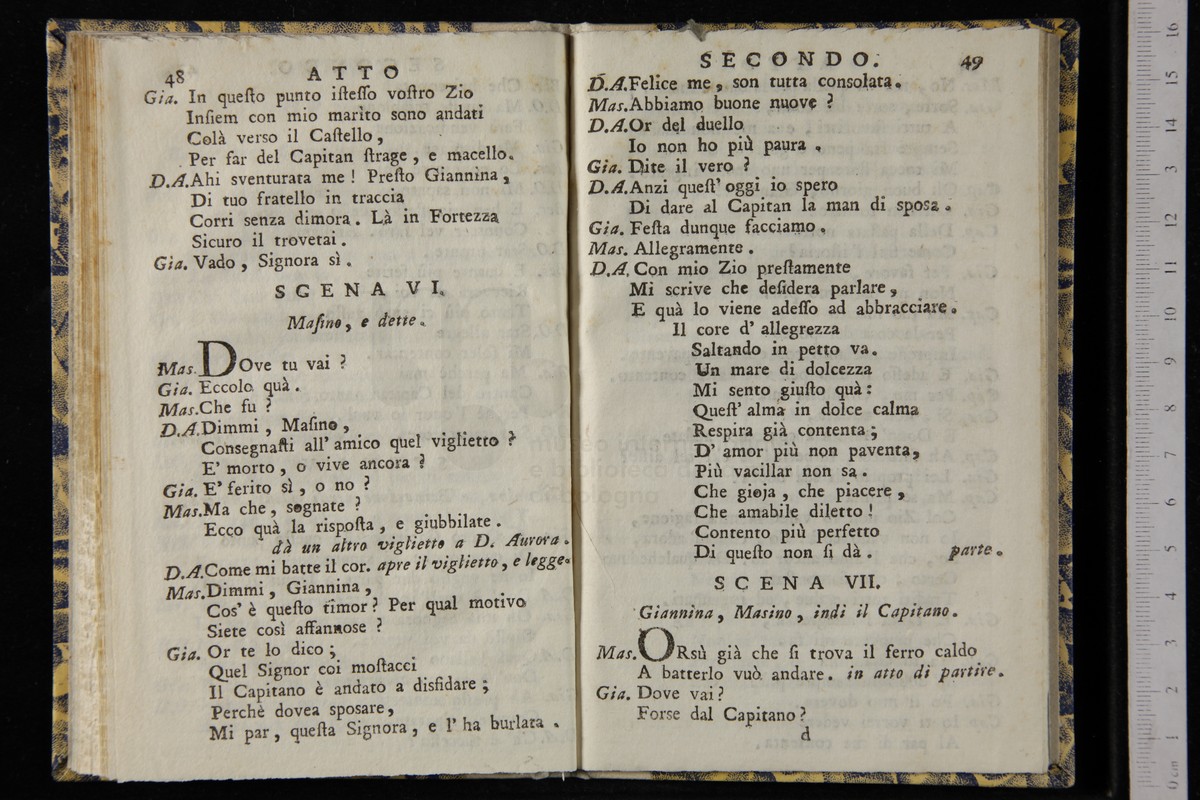 48 ATTO
Gia. In queſto punto iſteſſo voſtro Zio
Inſiem con mio marìto sono andati
Colà verso il Caſtello,
Per far del Capitan ſtrage, e macello.
D.A. Ahi sventurata me! Preſto Giannina,
Di tuo fratello in traccia
Corri senza dimora. Là in Fortezza
Sicuro il trovetai.
Gia. Vado, Signora sì.
SCENA VI.
Maſino, e dette.
Mas. DOve tu vai?
Gia. Eccolo quà.
Mas. Che fu?
D.A. Dimmi, Maſino,
Consegnaſti all' amico quel viglietto?
E' morto, o vive ancora?
Gia. E' ferito sì, o no?
Mas. Ma che, sognate?
Ecco quà la rispoſta, e giubbilate.
dà un altro viglietto a D. Aurora.
D.A. Come mi batte il cor. apre il viglietto, e legge.
Mas. Dimmi, Giannina,
Cos' è queſto timor? Per qual motivo
Siete così affannose?
Gia. Or te lo dico;
Quel Signor coi moſtacci
Il Capitano è andato a disfidare;
Perchè dovea sposare,
Mi par, queſta Signora, e l' ha burlata.
SECONDO. 49
D.A. Felice me, son tutta consolata.
Mas. Abbiamo buone nuove?
D.A. Or del duello
Io non ho più paura.
Gia. Dite il vero?
D.A. Anzi queſt' oggi io spero
Di dare al Capitan la man di sposa.
Gia. Feſta dunque facciamo.
Mas. Allegramente.
D.A. Con mio Zio preſtamente
Mi scrive che deſidera parlare,
E quà lo viene adeſſo ad abbracciare.
Il core d' allegrezza
Saltando in petto va.
Un mare di dolcezza
Mi sento giuſto quà:
Queſt' alma in dolce calma
Respira già contenta;
D' amor più non paventa,
Più vacillar non sa.
Che gioja, che piacere,
Che amabile diletto!
Contento più perfetto
Di queſto non ſi dà. parte.
SCENA VII.
Giannina, Masino, indi il Capitano.
Mas. ORsù già che ſi trova il ferro caldo
A batterlo vuò andare. in atto di partire.
Gia. Dove vai?
Forse dal Capitano?
d